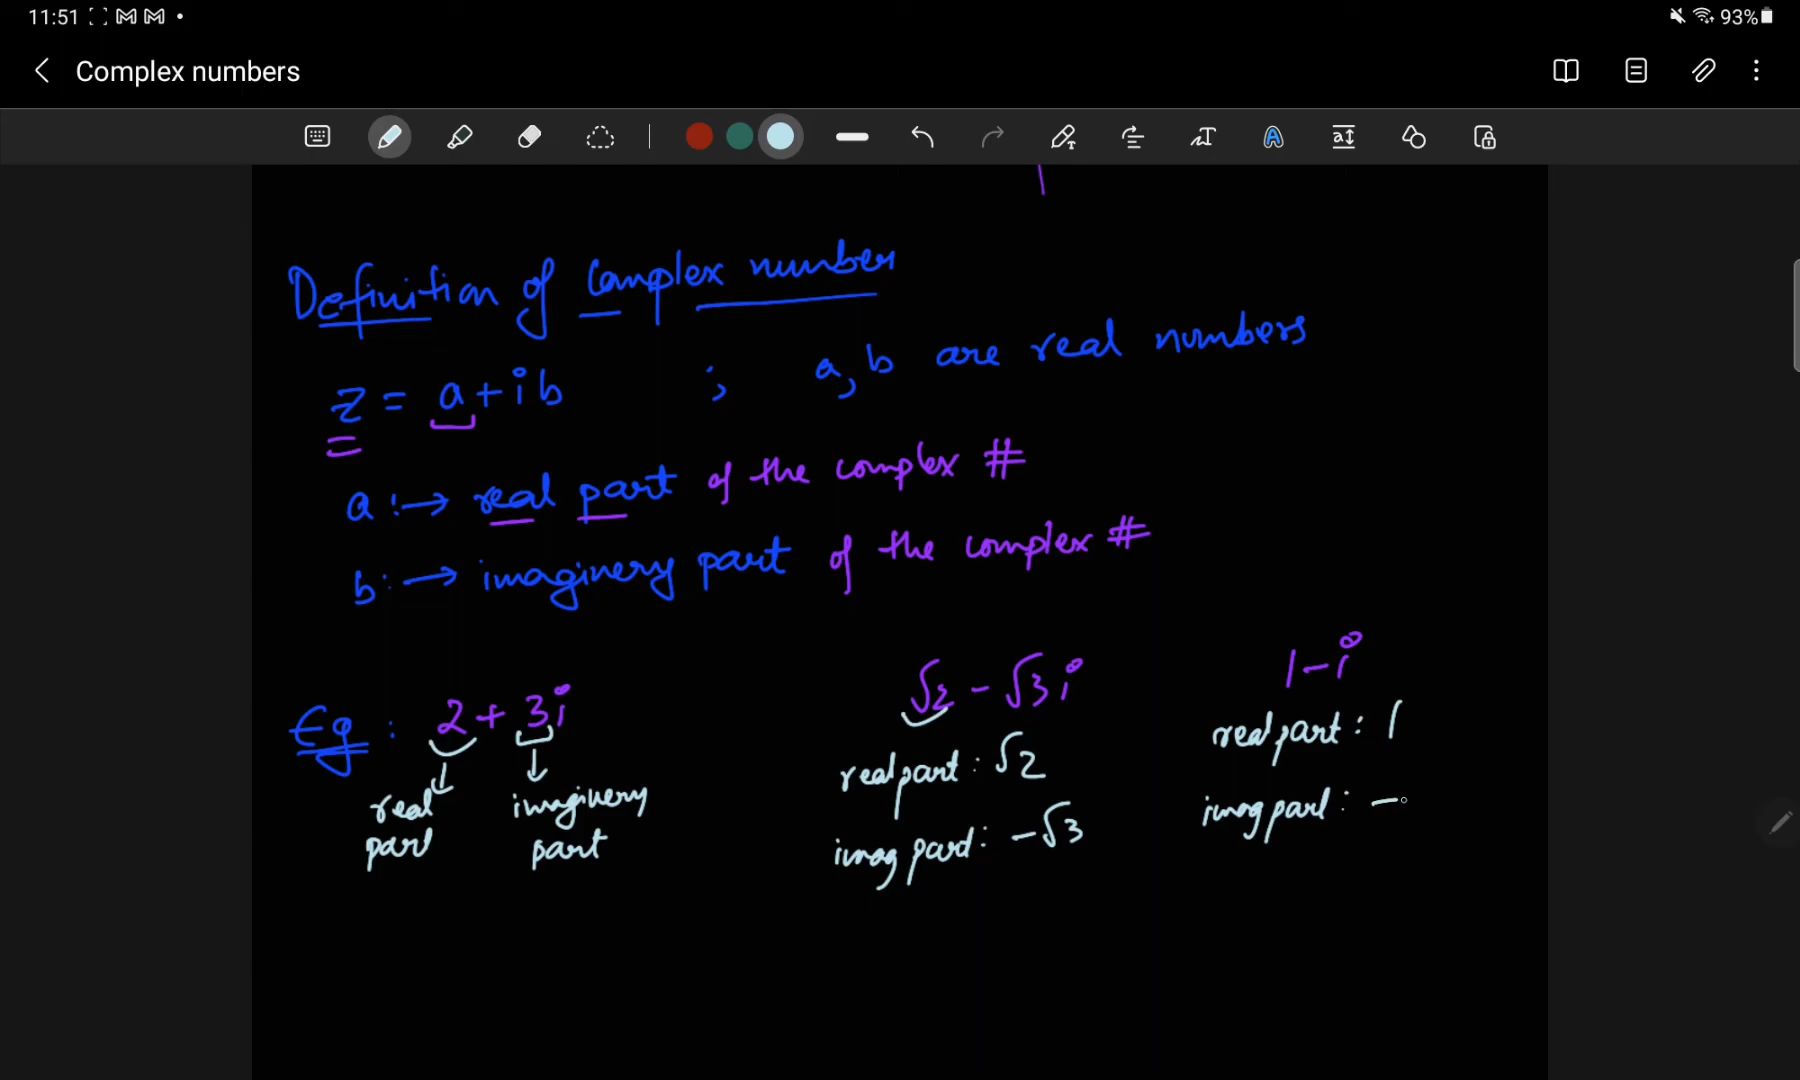 11:51
93%
Complex numbers
Definition of complex number
z = a + i b ; a, b are real numbers
a :→ real part of the complex #
b :→ imaginery part of the complex #
Eg : 2 + 3i
real part
imaginery part
√2 - √3 i
real part : √2
imag part : -√3
1 - i
real part : 1
imag part : -